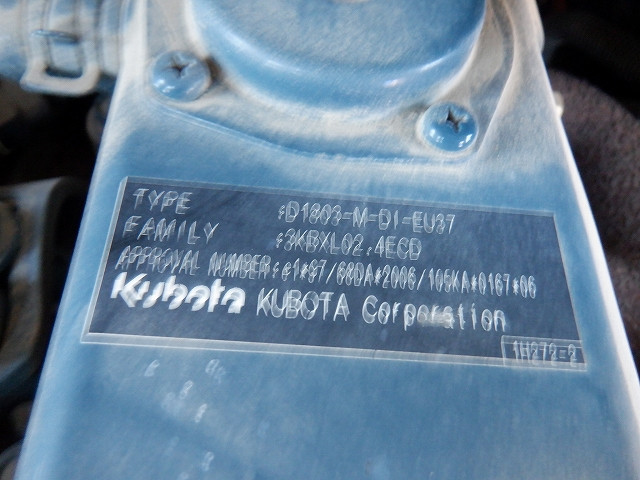 TYPE :D1803-M-DI-EU37
FAMILY :3KBXL02.4ECD
APPROVAL NUMBER:e1*97/68DA*2006/105KA*0167*06
Kubota KUBOTA Corporation
1H272-2